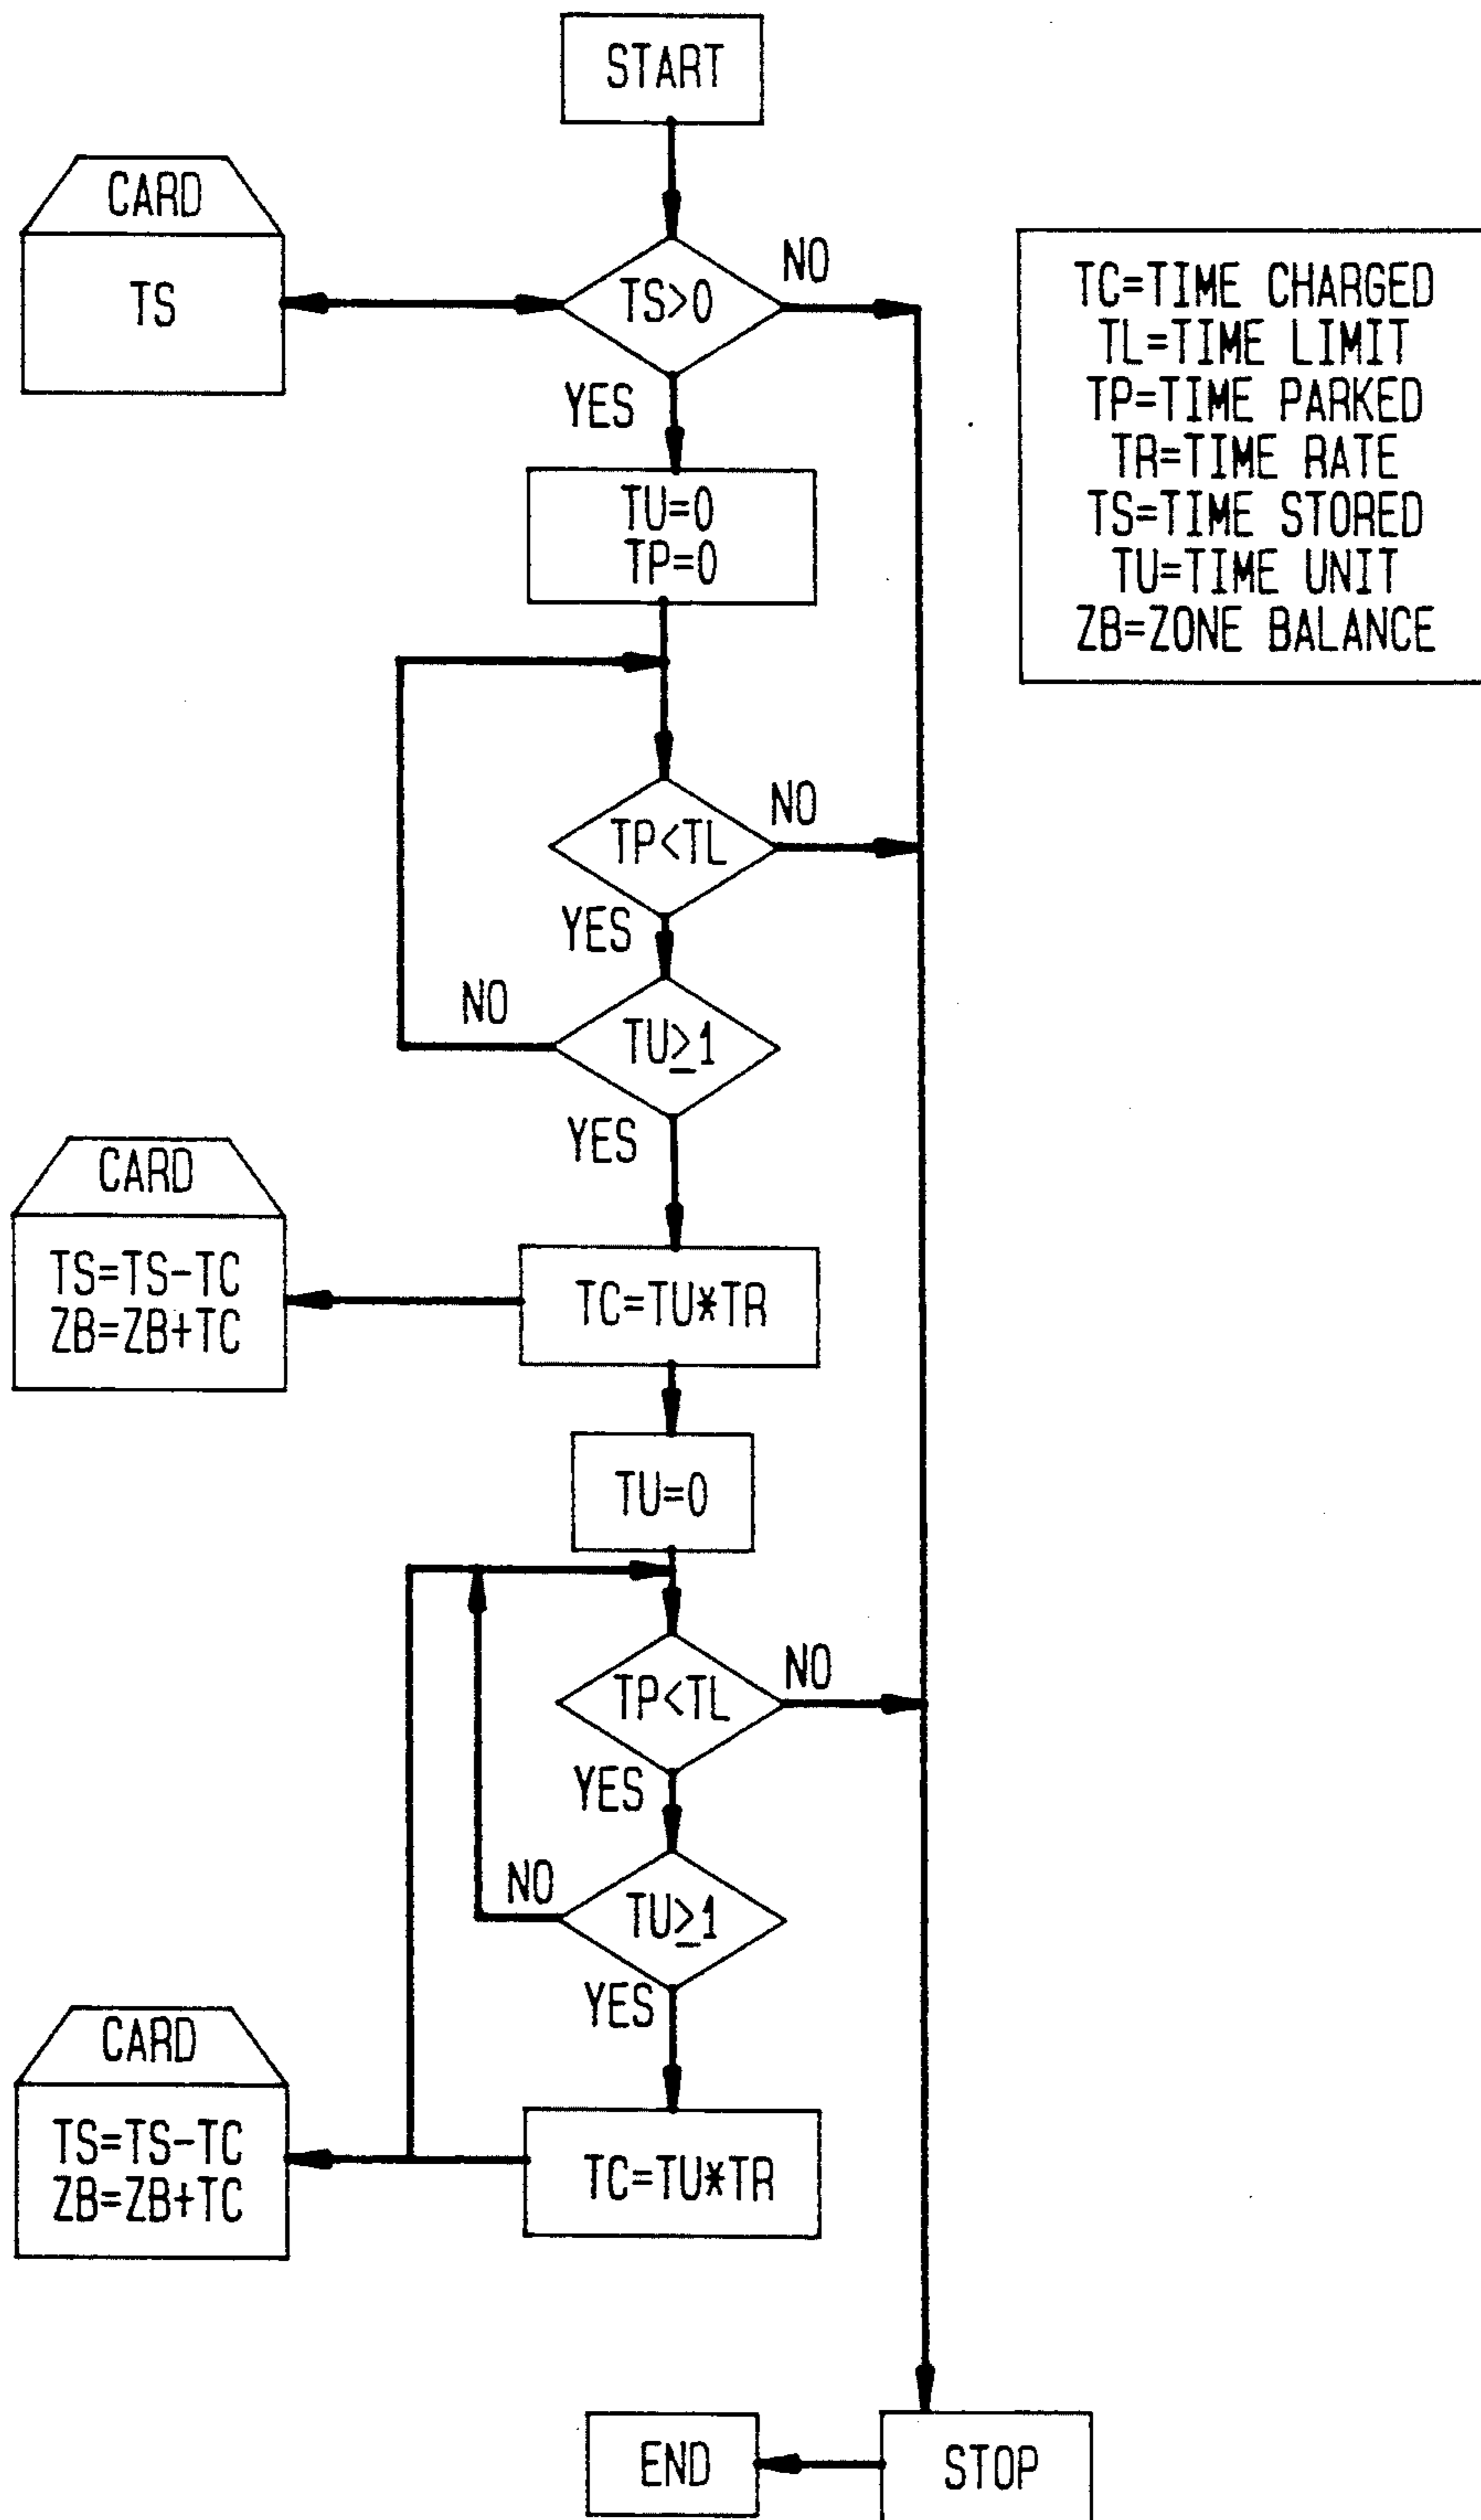 START
CARD
TS
TS>0
NO
YES
TC=TIME CHARGED
TL=TIME LIMIT
TP=TIME PARKED
TR=TIME RATE
TS=TIME STORED
TU=TIME UNIT
ZB=ZONE BALANCE
TU=0
TP=0
TP<TL
NO
YES
TU≥1
NO
YES
CARD
TS=TS-TC
ZB=ZB+TC
TC=TU*TR
TU=0
TP<TL
NO
YES
TU≥1
NO
YES
CARD
TS=TS-TC
ZB=ZB+TC
TC=TU*TR
END
STOP